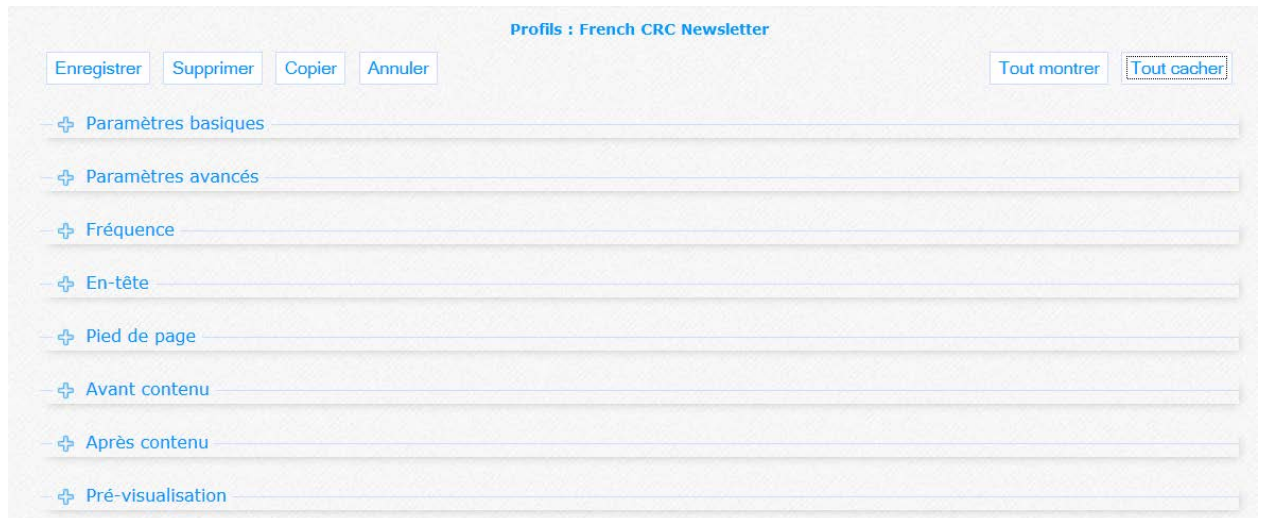 Profils : French CRC Newsletter
Enregistrer Supprimer Copier Annuler Tout montrer Tout cacher
Paramètres basiques
Paramètres avancés
Fréquence
En-tête
Pied de page
Avant contenu
Après contenu
Pré-visualisation